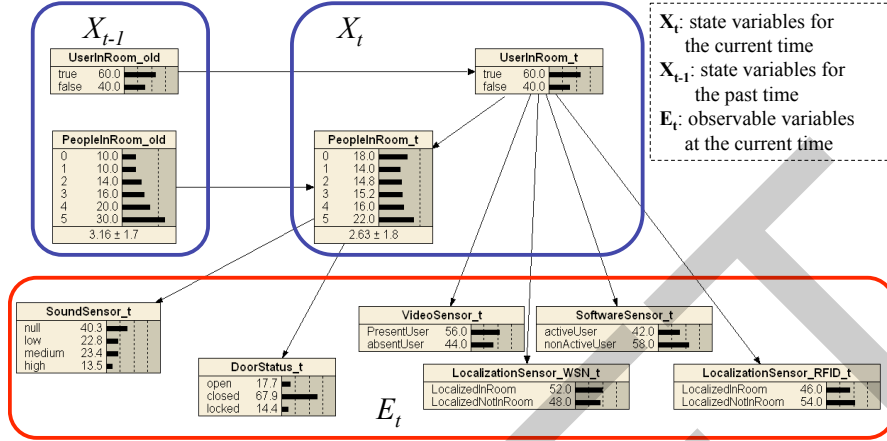 X_{t-1}
X_t
X_t: state variables for
the current time
X_{t-1}: state variables for
the past time
E_t: observable variables
at the current time
UserInRoom_old
true 60.0
false 40.0
UserInRoom_t
true 60.0
false 40.0
PeopleInRoom_old
0 10.0
1 10.0
2 14.0
3 16.0
4 20.0
5 30.0
3.16 ± 1.7
PeopleInRoom_t
0 18.0
1 14.0
2 14.8
3 15.2
4 16.0
5 22.0
2.63 ± 1.8
SoundSensor_t
null 40.3
low 22.8
medium 23.4
high 13.5
DoorStatus_t
open 17.7
closed 67.9
locked 14.4
VideoSensor_t
PresentUser 56.0
absentUser 44.0
SoftwareSensor_t
activeUser 42.0
nonActiveUser 58.0
LocalizationSensor_WSN_t
LocalizedInRoom 52.0
LocalizedNotInRoom 48.0
LocalizationSensor_RFID_t
LocalizedInRoom 46.0
LocalizedNotInRoom 54.0
E_t